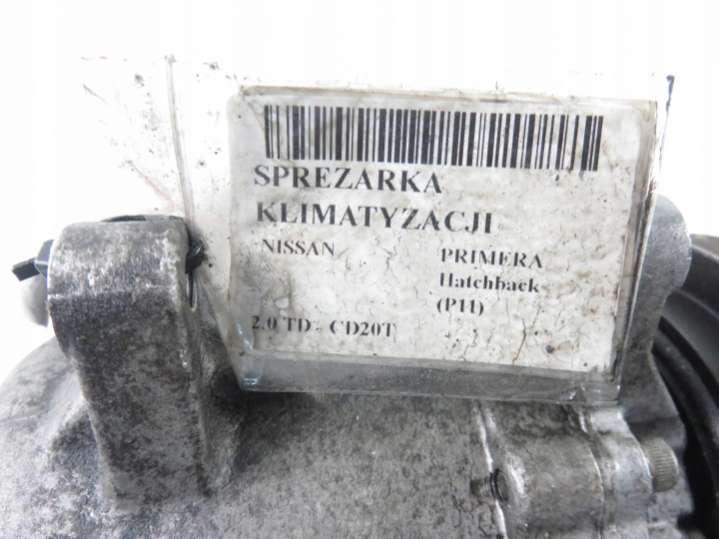 SPREZARKA
KLIMATYZACJI
NISSAN PRIMERA
Hatchback
(P11)
2.0 TD - CD20T